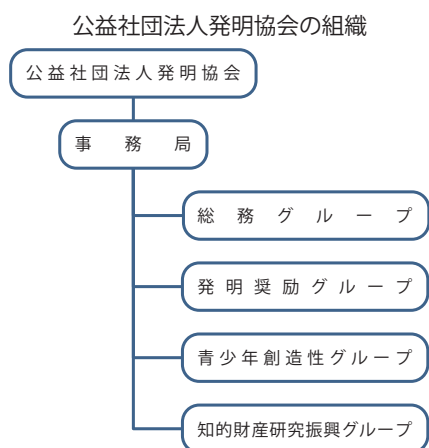 公益社団法人発明協会の組織
公益社団法人発明協会
事務局
総務グループ
発明奨励グループ
青少年創造性グループ
知的財産研究振興グループ